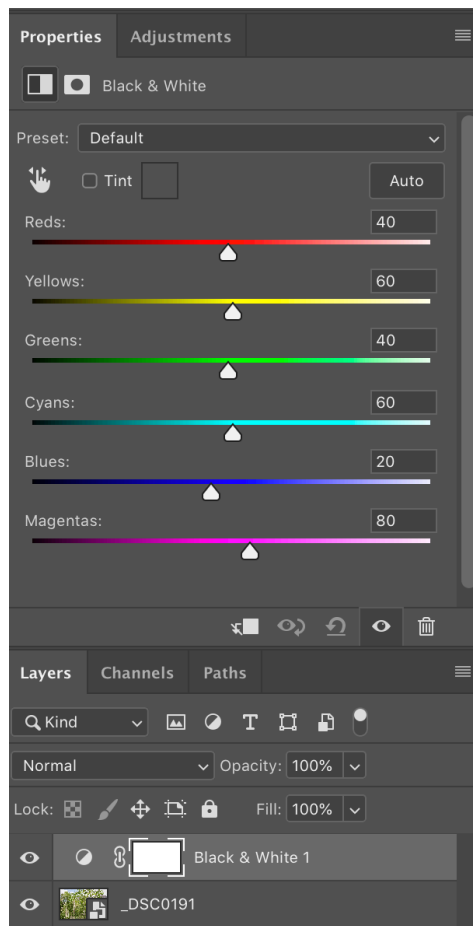 Properties Adjustments
Black & White
Preset: Default
Tint Auto
Reds: 40
Yellows: 60
Greens: 40
Cyans: 60
Blues: 20
Magentas: 80
Layers Channels Paths
Kind
Normal Opacity: 100%
Lock: Fill: 100%
Black & White 1
_DSC0191